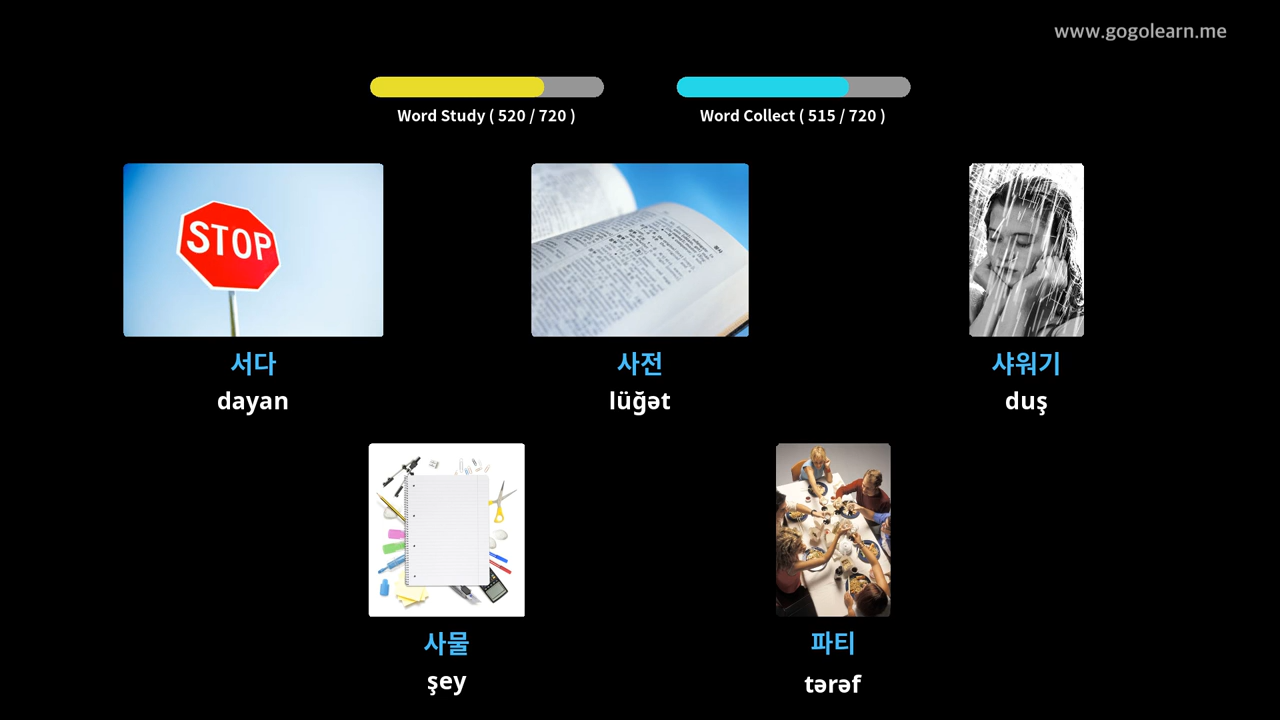 www.gogolearn.me
Word Study ( 520 / 720 )
Word Collect ( 515 / 720 )
STOP
서다
dayan
사전
lüğət
샤워기
duş
사물
şey
파티
tərəf